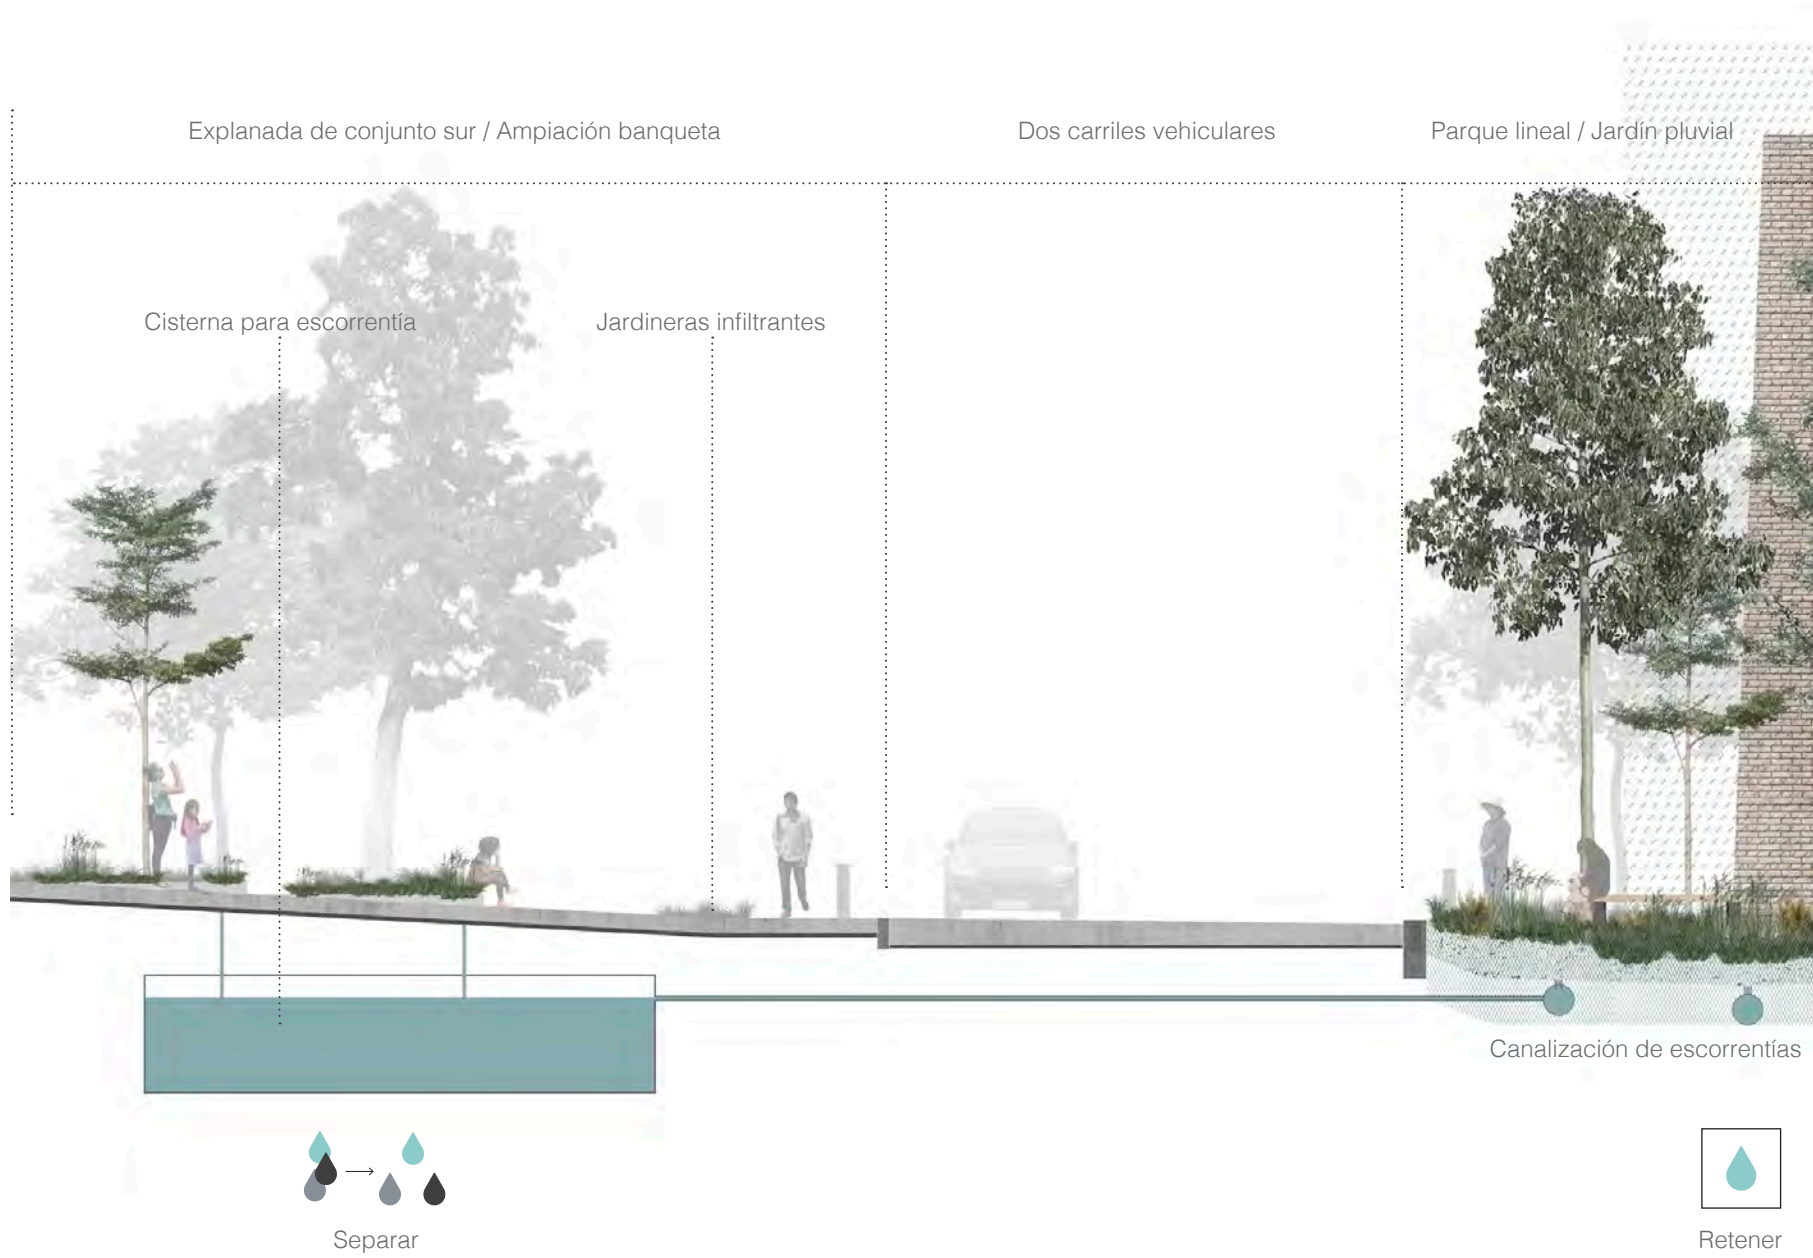 Explanada de conjunto sur / Ampiación banqueta
Dos carriles vehiculares
Parque lineal / Jardín pluvial
Cisterna para escorrentía
Jardineras infiltrantes
Canalización de escorrentías
Separar
Retener